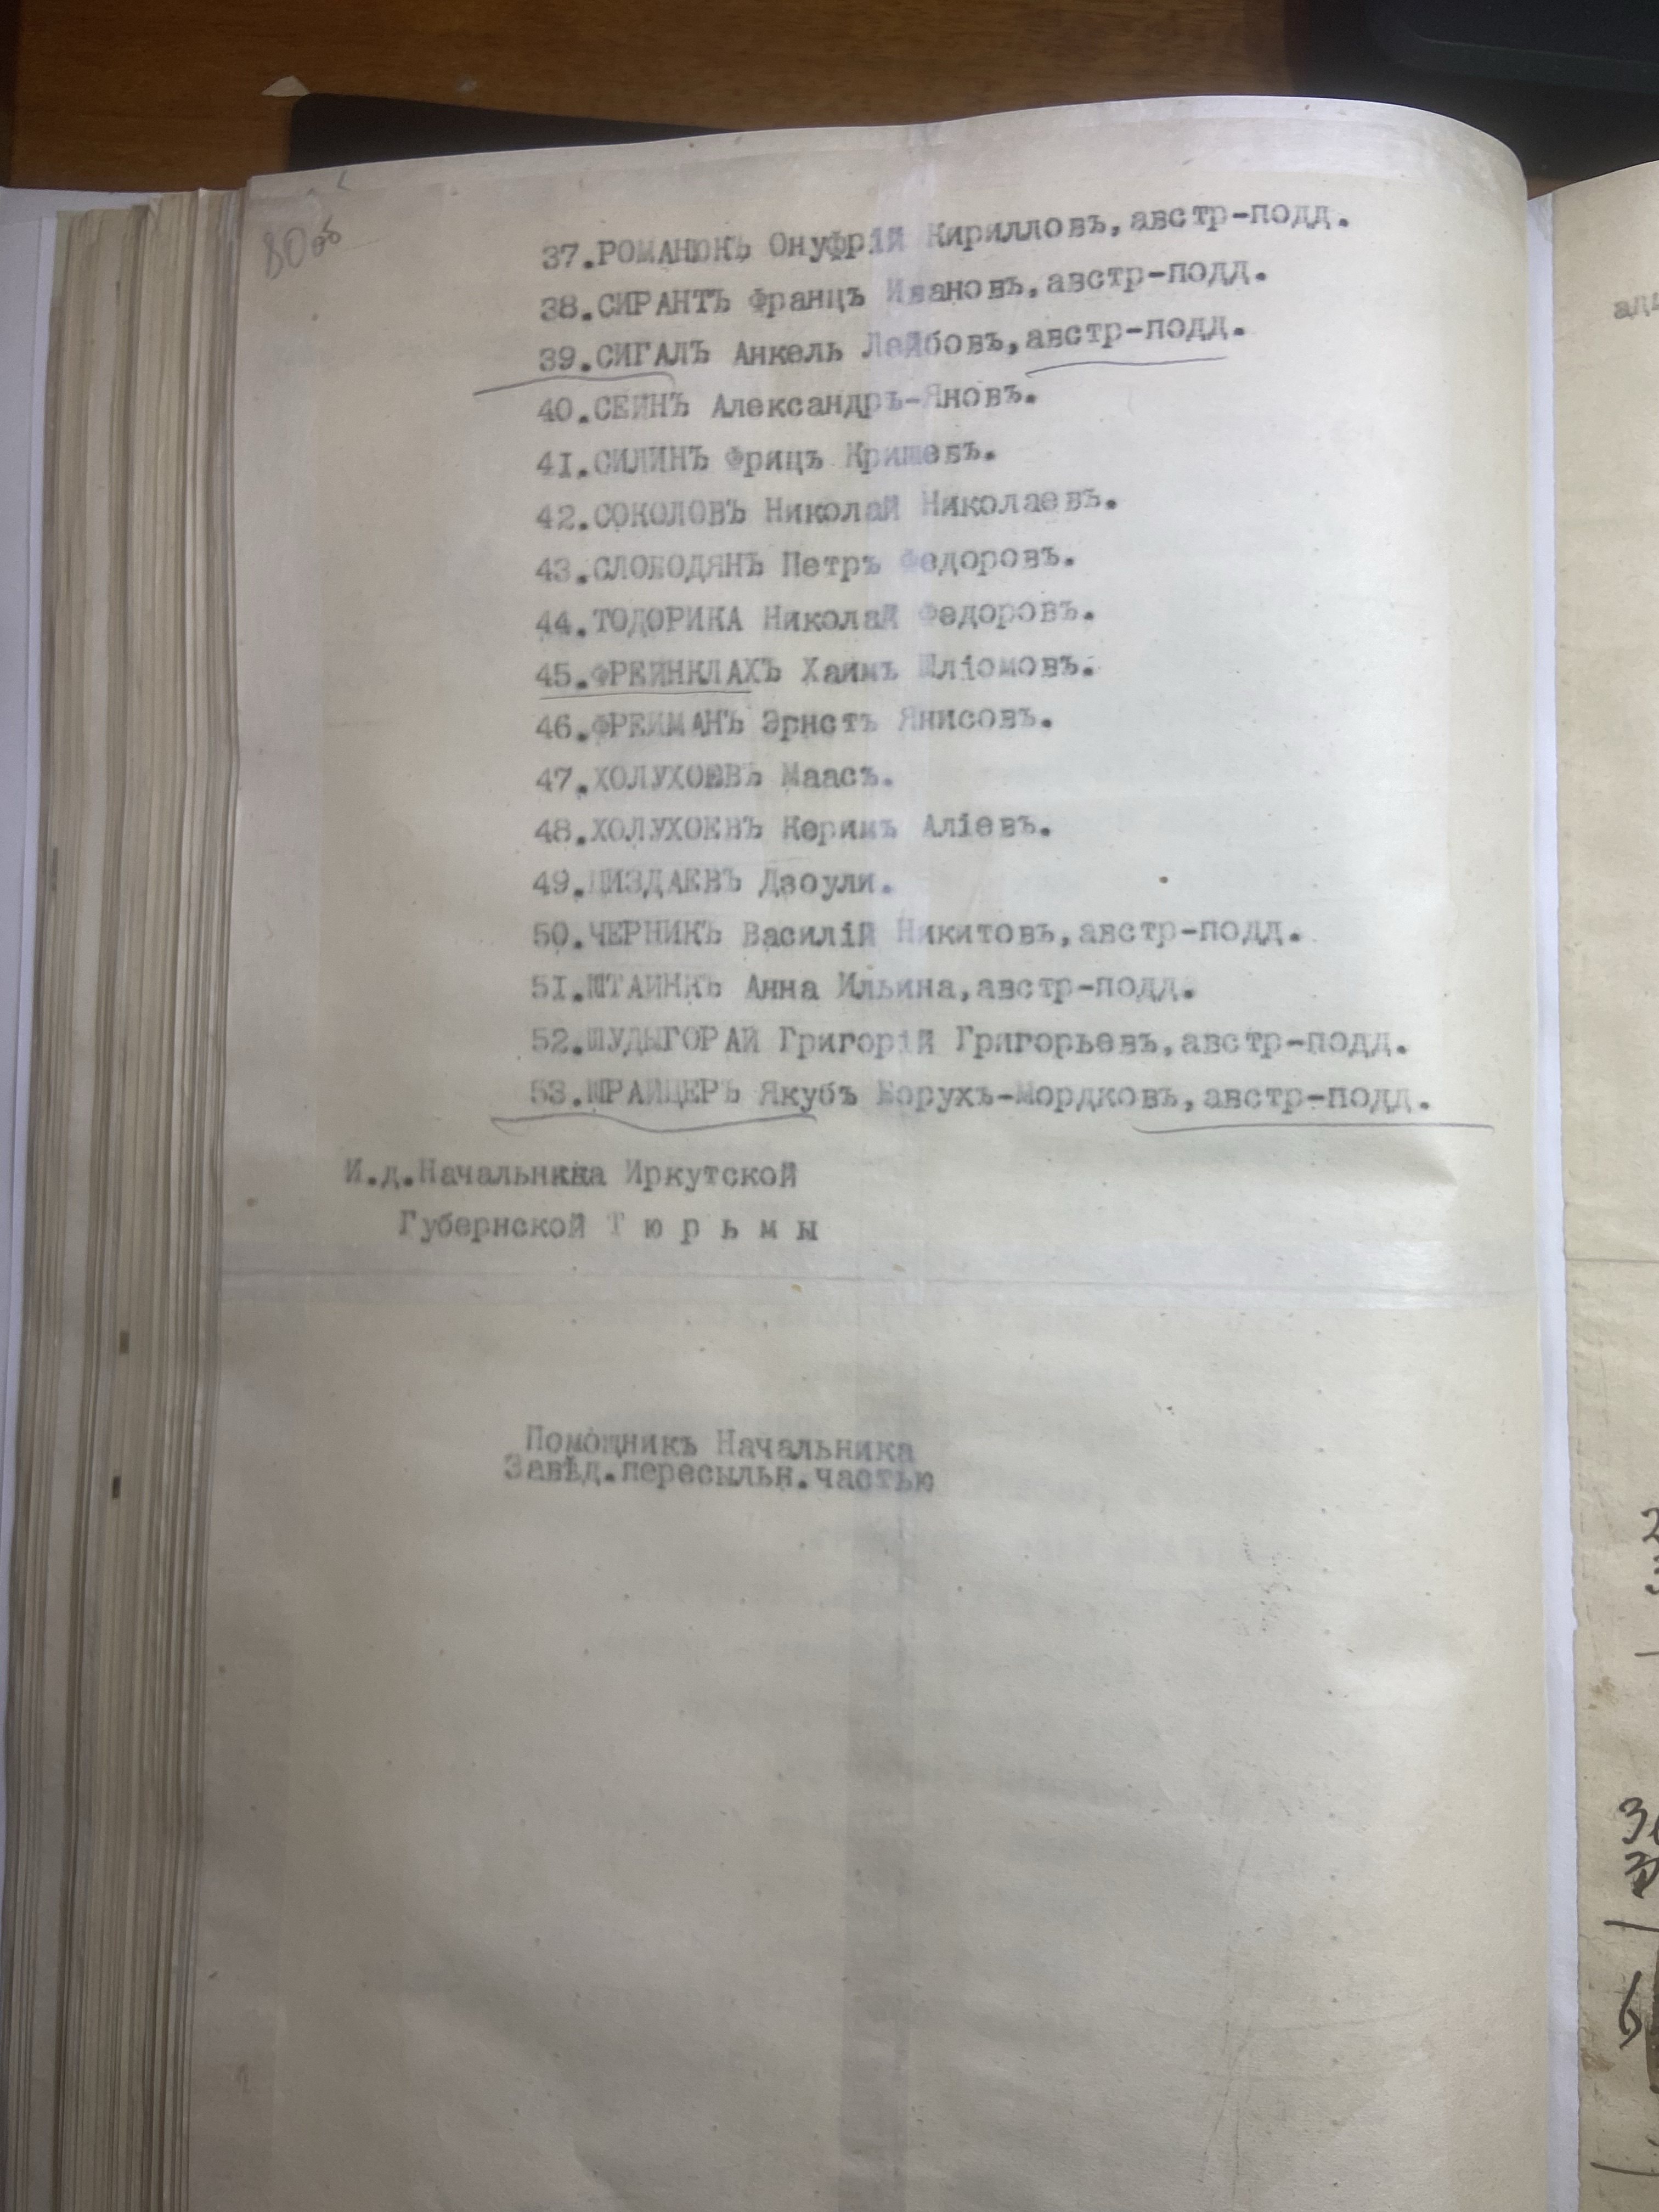 80об
37.РОМАНЮКЪ Онуфрій Кирилловъ,австр-подд.
38.СИРАНТЪ Францъ Ивановъ,австр-подд.
39.СИГАЛЪ Анкель Лейбовъ,австр-подд.
40.СЕЙНЪ Александръ-Яновъ.
41.СИЛИНЪ Фрицъ Кришевъ.
42.СОКОЛОВЪ Николай Николаевъ.
43.СЛОБОДЯНЪ Петръ Федоровъ.
44.ТОДОРИКА Николай Федоровъ.
45.ФРЕЙНКЛАХЪ Хаимъ Шліомовъ.
46.ФРЕЙМАНЪ Эрнстъ Янисовъ.
47.ХОЛУХОЕВЪ Маасъ.
48.ХОЛУХОЕВЪ Керимъ Аліевъ.
49.ЦИЗДАЕВЪ Дзоули.
50.ЧЕРНИКЪ Василій Никитовъ,австр-подд.
51.ШТАЙНКЪ Анна Ильина,австр-подд.
52.ШУДЫГОРАЙ Григорій Григорьевъ,австр-подд.
53.ШРАЙЦЕРЪ Якубъ Борухъ-Мордковъ,австр-подд.
И.д.Начальника Иркутской
Губернской Т ю р ь м ы
Помощникъ Начальника
Завѣд.пересыльн.частью